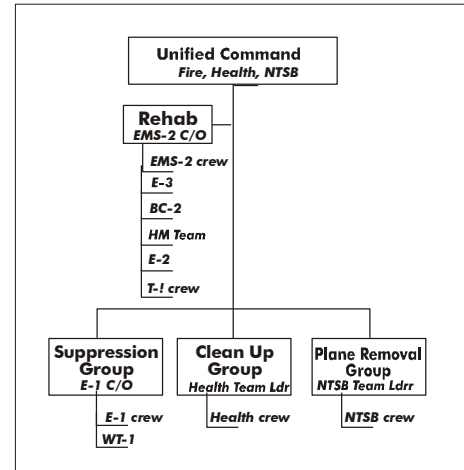 Unified Command
Fire, Health, NTSB
Rehab
EMS-2 C/O
EMS-2 crew
E-3
BC-2
HM Team
E-2
T-! crew
Suppression
Group
E-1 C/O
E-1 crew
WT-1
Clean Up
Group
Health Team Ldr
Health crew
Plane Removal
Group
NTSB Team Ldrr
NTSB crew